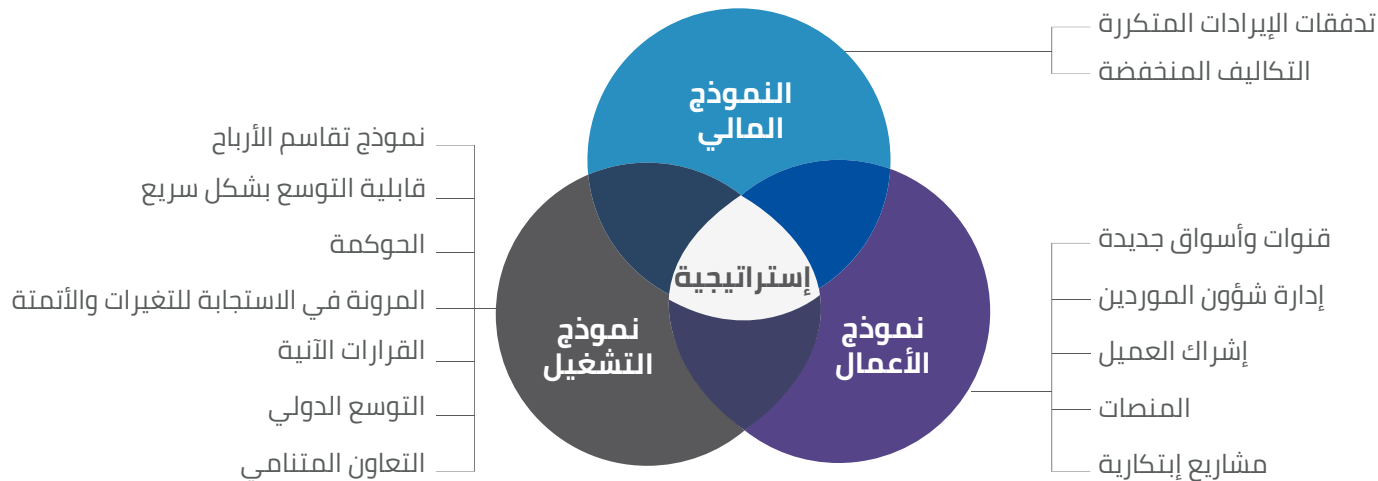 تدفقات الإيرادات المتكررة
التكاليف المنخفضة
النموذج
المالي
نموذج تقاسم الأرباح
قابلية التوسع بشكل سريع
الحوكمة
المرونة في الاستجابة للتغيرات والأتمتة
القرارات الآنية
التوسع الدولي
التعاون المتنامي
إستراتيجية
نموذج
التشغيل
نموذج
الأعمال
قنوات وأسواق جديدة
إدارة شؤون الموردين
إشراك العميل
المنصات
مشاريع إبتكارية